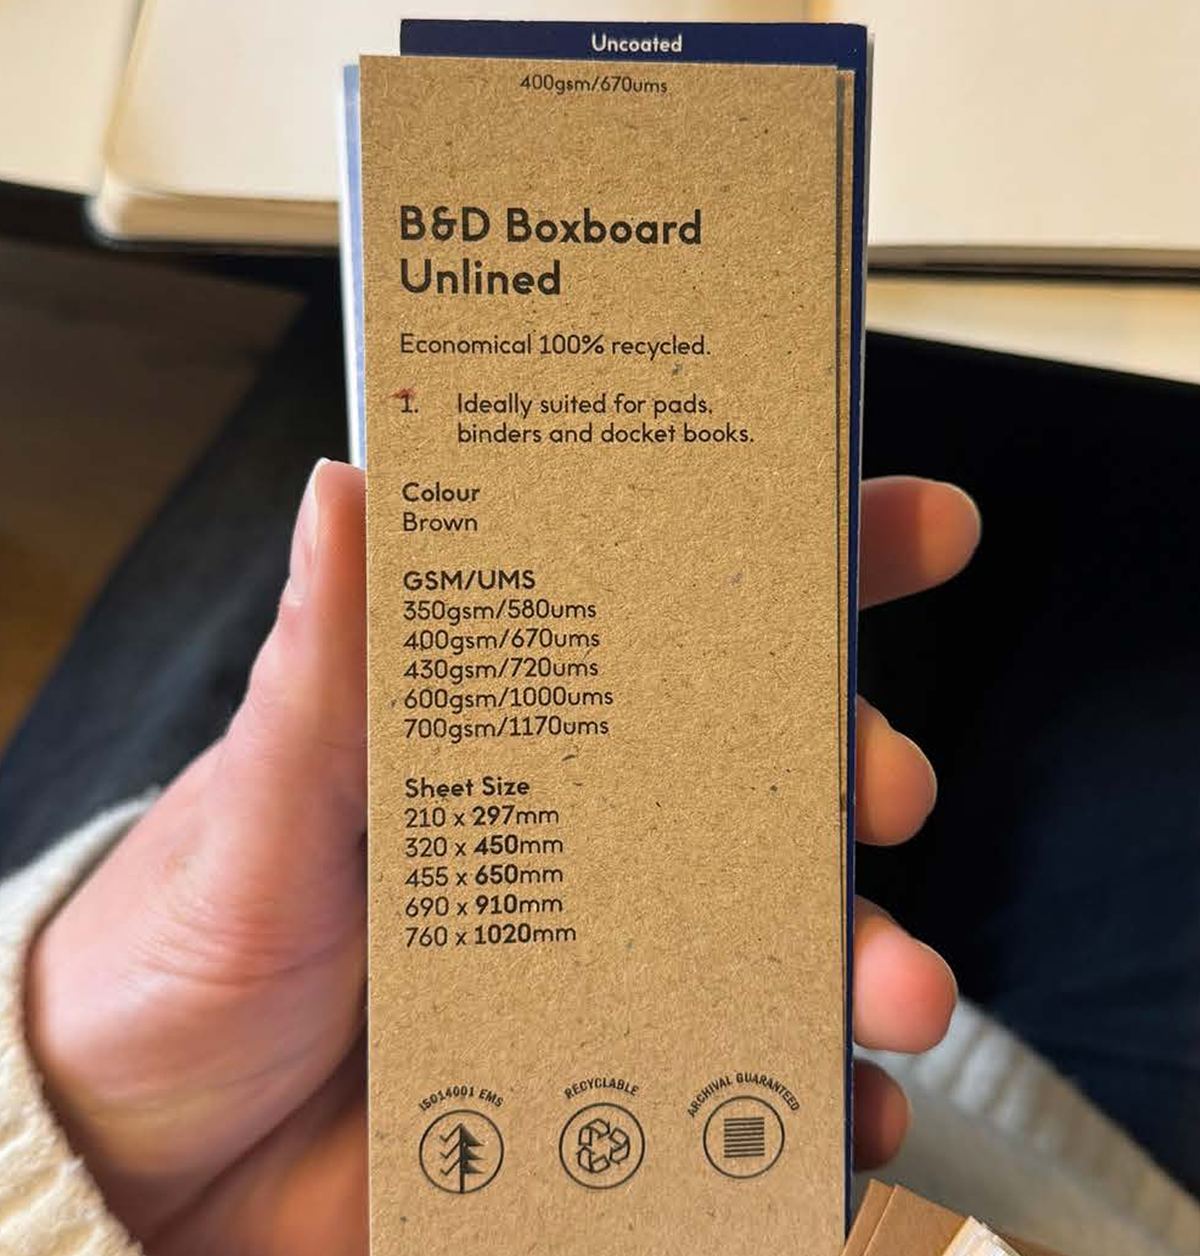 Uncoated
400gsm/670ums
B&D Boxboard
Unlined
Economical 100% recycled.
1. Ideally suited for pads,
binders and docket books.
Colour
Brown
GSM/UMS
350gsm/580ums
400gsm/670ums
430gsm/720ums
600gsm/1000ums
700gsm/1170ums
Sheet Size
210 x 297mm
320 x 450mm
455 x 650mm
690 x 910mm
760 x 1020mm
ISO14001 EMS
RECYCLABLE
ARCHIVAL GUARANTEED